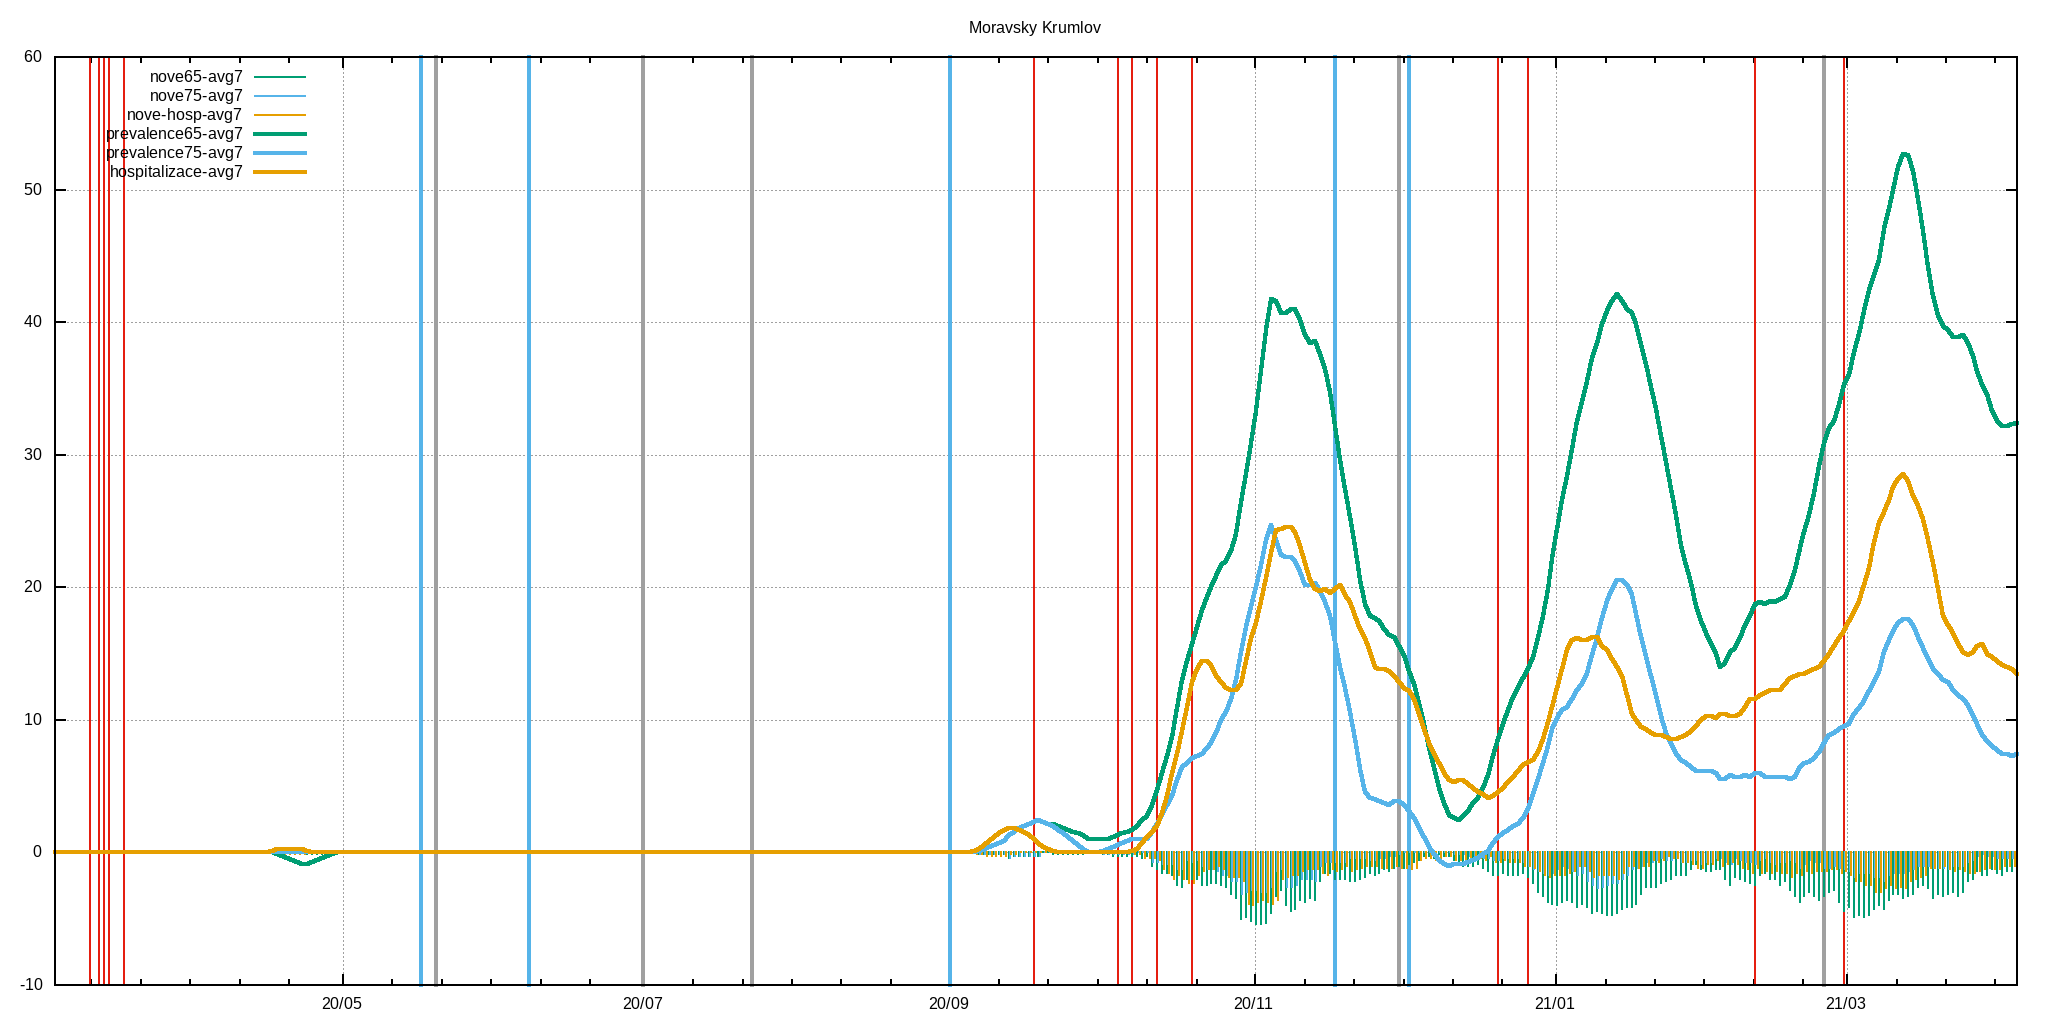 Moravsky Krumlov
60
nove65-avg7
nove75-avg7
nove-hosp-avg7
prevalence65-avg7
prevalence75-avg7
hospitalizace-avg7
50
40
30
20
10
0
-10
20/05 20/07 20/09 20/11 21/01 21/03